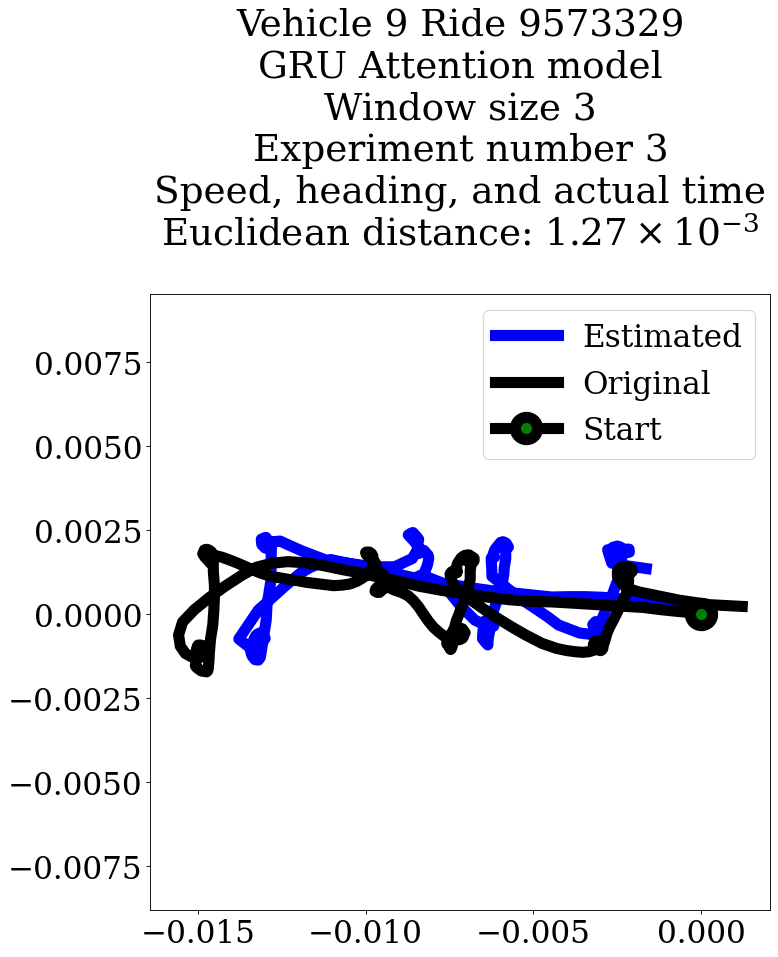 Vehicle 9 Ride 9573329
GRU Attention model
Window size 3
Experiment number 3
Speed, heading, and actual time
Euclidean distance: 1.27 × 10⁻³
Estimated
Original
Start
0.0075
0.0050
0.0025
0.0000
−0.0025
−0.0050
−0.0075
−0.015 −0.010 −0.005 0.000